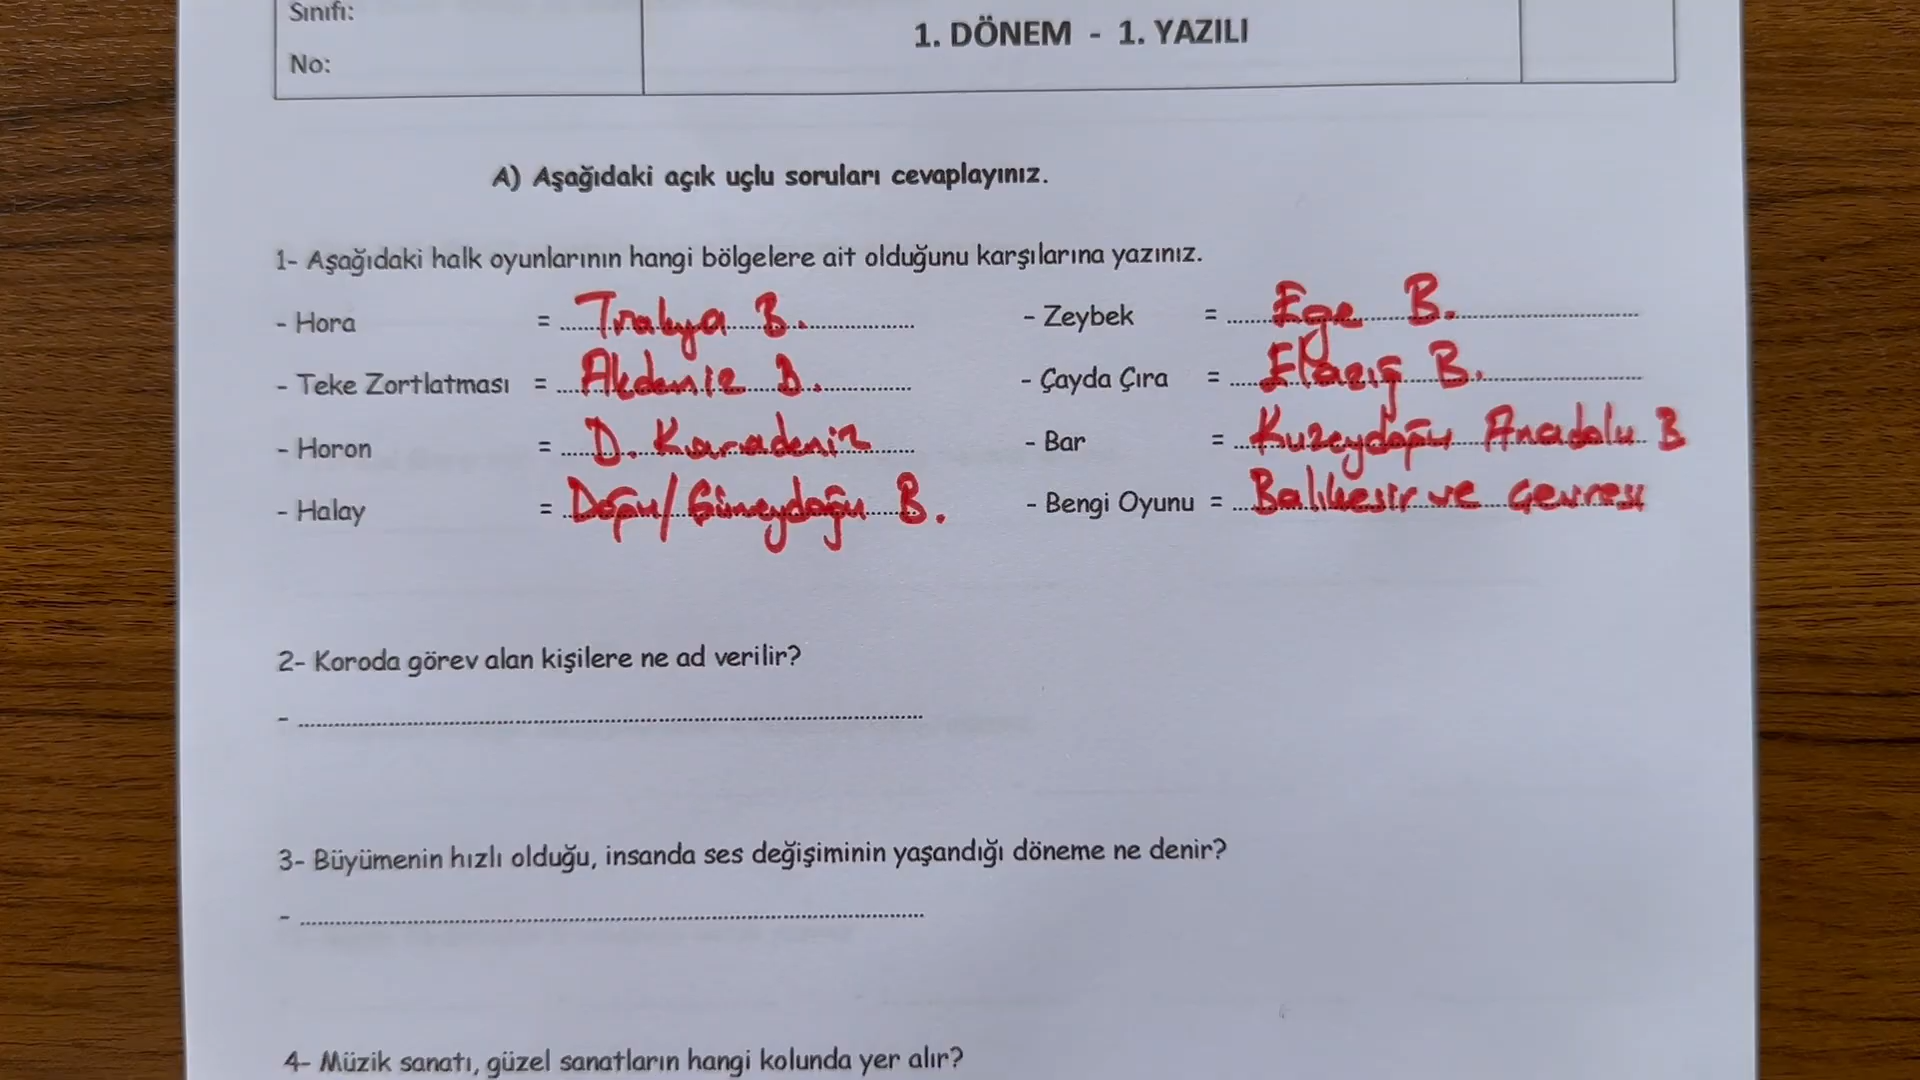 Sınıfı:
No:
1. DÖNEM - 1. YAZILI
A) Aşağıdaki açık uçlu soruları cevaplayınız.
1- Aşağıdaki halk oyunlarının hangi bölgelere ait olduğunu karşılarına yazınız.
- Hora = Trakya B. - Zeybek = Ege B.
- Teke Zortlatması = Akdeniz B. - Çayda Çıra = Elazığ B.
- Horon = D. Karadeniz - Bar = Kuzeydoğu Anadolu B
- Halay = Doğu/Güneydoğu B. - Bengi Oyunu = Balıkesir ve çevresi
2- Koroda görev alan kişilere ne ad verilir?
-
3- Büyümenin hızlı olduğu, insanda ses değişiminin yaşandığı döneme ne denir?
-
4- Müzik sanatı, güzel sanatların hangi kolunda yer alır?